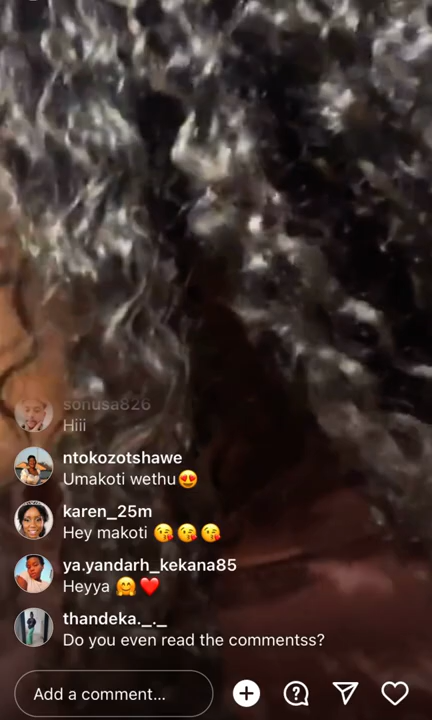 sonusa826
Hiii
ntokozotshawe
Umakoti wethu😍
karen_25m
Hey makoti 😘😘😘
ya.yandarh_kekana85
Heyya 🤗❤️
thandeka._._
Do you even read the commentss?
Add a comment...